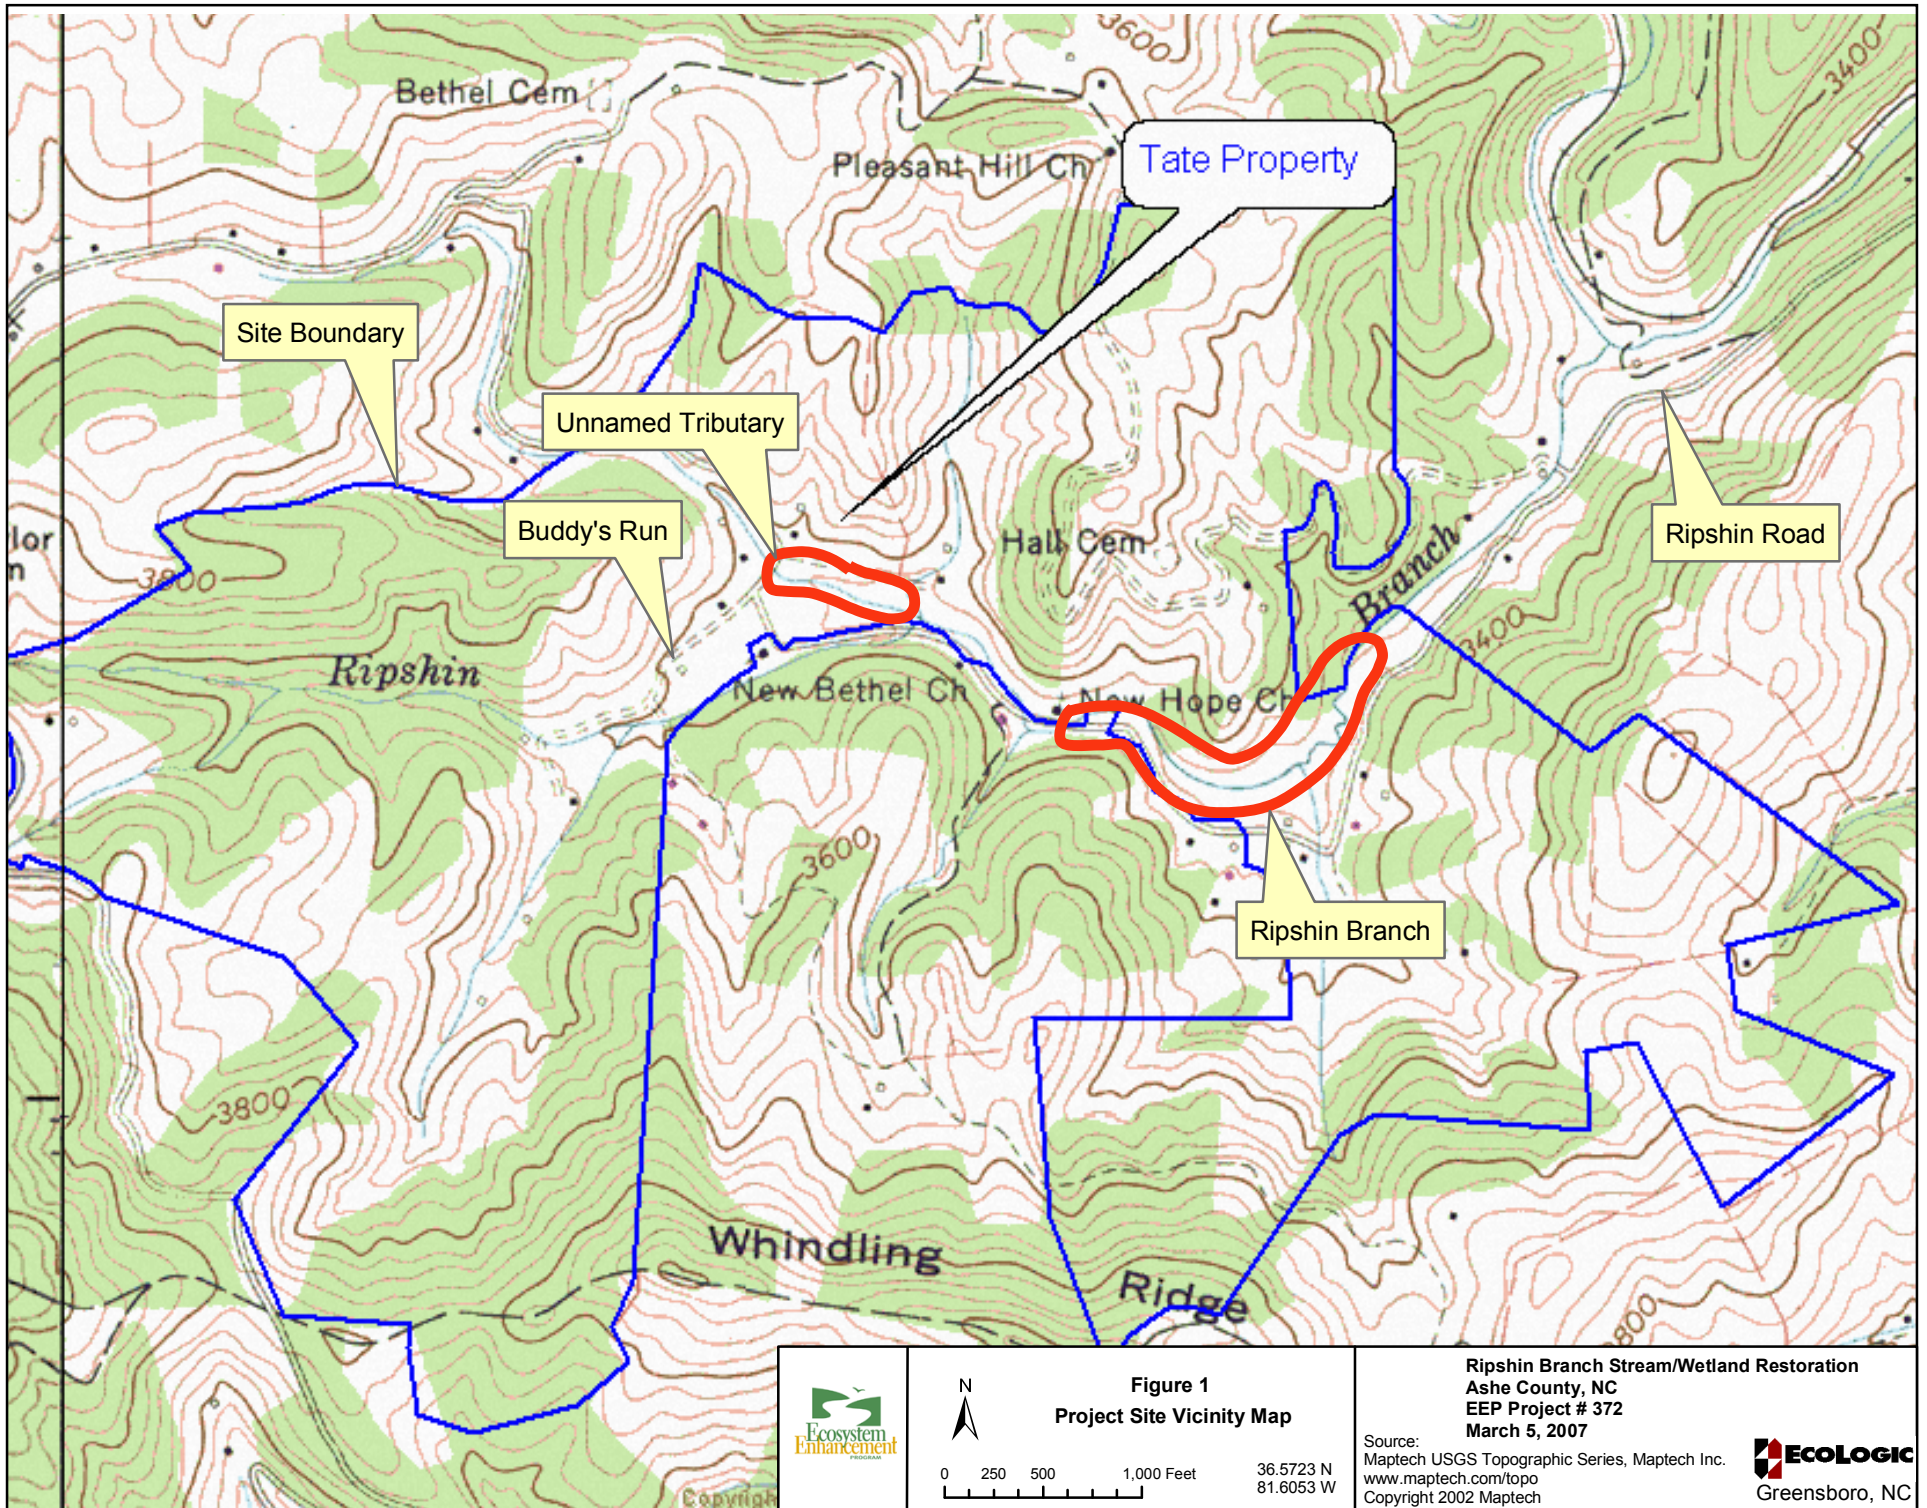 3600
3400
Bethel Cem
Pleasant Hill Ch
Tate Property
Site Boundary
Unnamed Tributary
Buddy's Run
Hall Cem
Ripshin Road
lor
n
3800
Branch
3400
Ripshin
New Bethel Ch
New Hope Ch
3600
Ripshin Branch
3800
Whindling
Ridge
800
Ecosystem
Enhancement
PROGRAM
N
Figure 1
Project Site Vicinity Map
0 250 500 1,000 Feet
36.5723 N
81.6053 W
Ripshin Branch Stream/Wetland Restoration
Ashe County, NC
EEP Project # 372
March 5, 2007
Source:
Maptech USGS Topographic Series, Maptech Inc.
www.maptech.com/topo
Copyright 2002 Maptech
ECOLOGIC
Greensboro, NC
Copyrigh